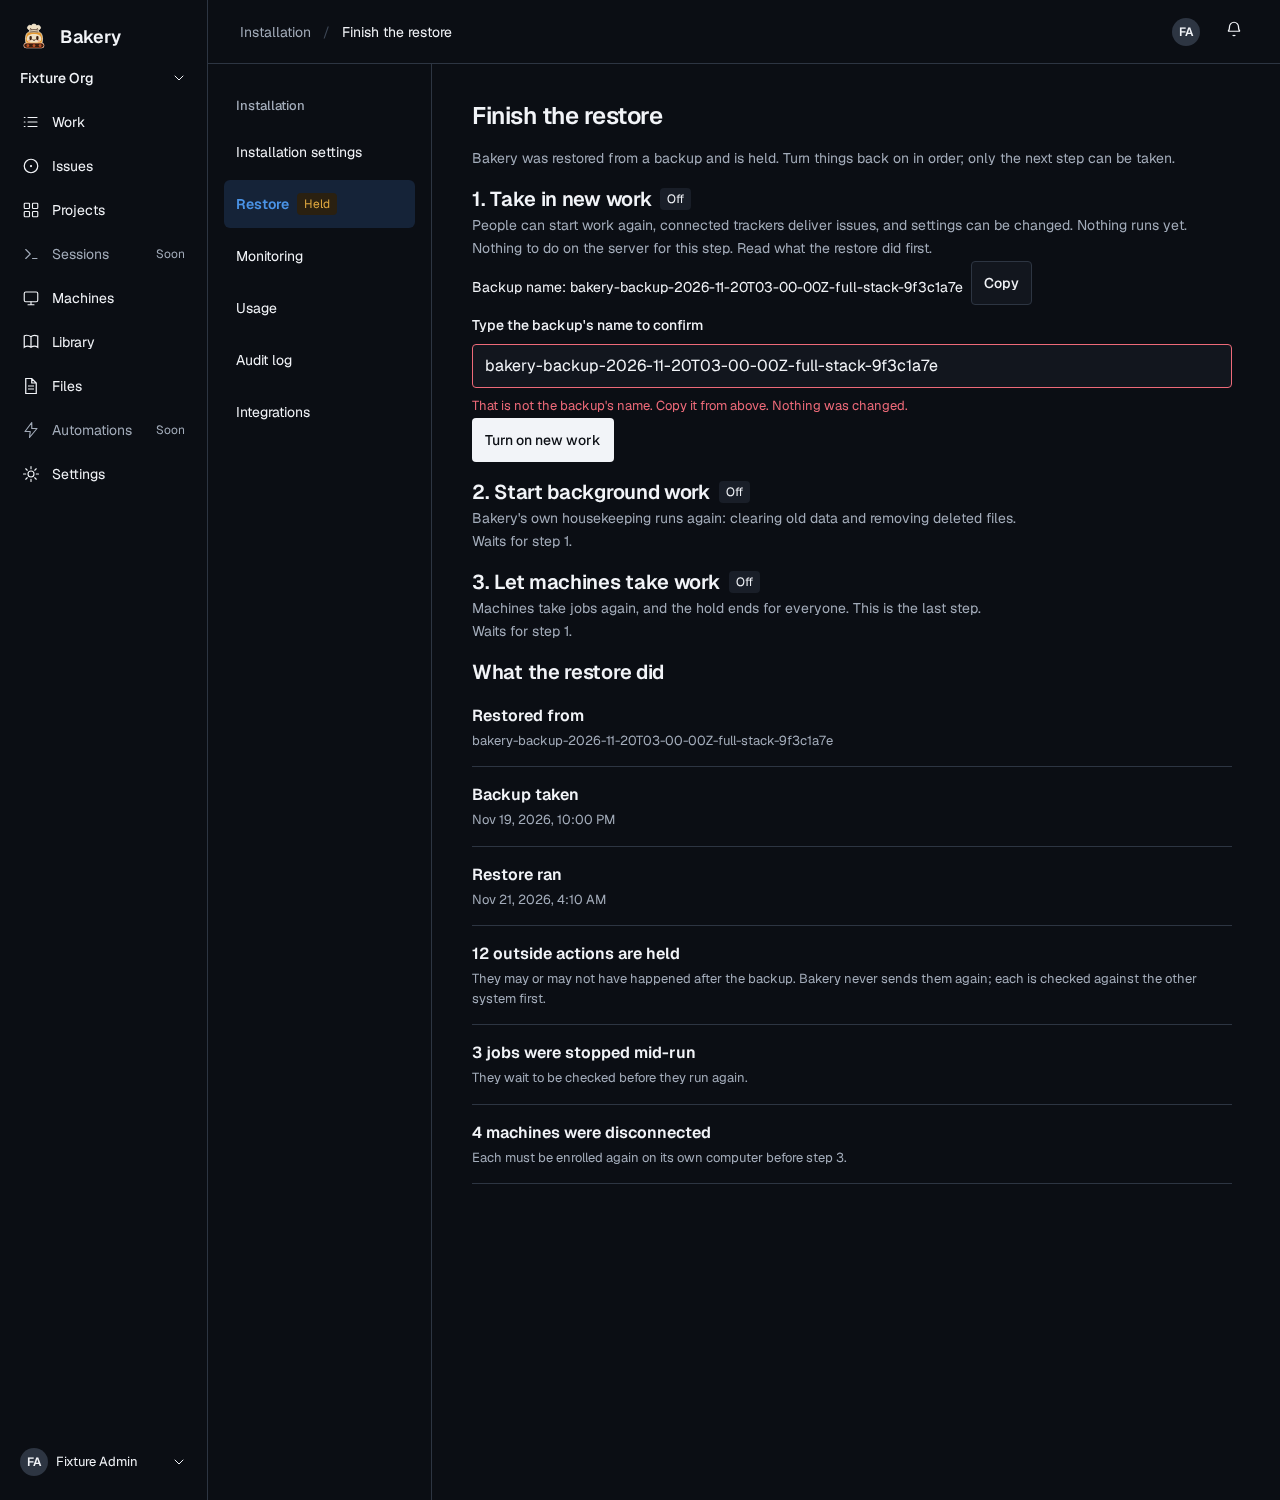 Bakery
Fixture Org
Work
Issues
Projects
Sessions Soon
Machines
Library
Files
Automations Soon
Settings
FA Fixture Admin
Installation / Finish the restore
FA
Installation
Installation settings
Restore Held
Monitoring
Usage
Audit log
Integrations
Finish the restore
Bakery was restored from a backup and is held. Turn things back on in order; only the next step can be taken.
1. Take in new work Off
People can start work again, connected trackers deliver issues, and settings can be changed. Nothing runs yet.
Nothing to do on the server for this step. Read what the restore did first.
Backup name: bakery-backup-2026-11-20T03-00-00Z-full-stack-9f3c1a7e Copy
Type the backup's name to confirm
bakery-backup-2026-11-20T03-00-00Z-full-stack-9f3c1a7e
That is not the backup's name. Copy it from above. Nothing was changed.
Turn on new work
2. Start background work Off
Bakery's own housekeeping runs again: clearing old data and removing deleted files.
Waits for step 1.
3. Let machines take work Off
Machines take jobs again, and the hold ends for everyone. This is the last step.
Waits for step 1.
What the restore did
Restored from
bakery-backup-2026-11-20T03-00-00Z-full-stack-9f3c1a7e
Backup taken
Nov 19, 2026, 10:00 PM
Restore ran
Nov 21, 2026, 4:10 AM
12 outside actions are held
They may or may not have happened after the backup. Bakery never sends them again; each is checked against the other
system first.
3 jobs were stopped mid-run
They wait to be checked before they run again.
4 machines were disconnected
Each must be enrolled again on its own computer before step 3.